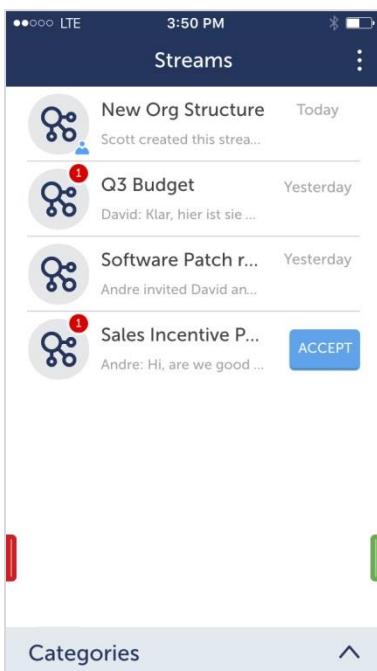 LTE 3:50 PM
Streams
New Org Structure Today
Scott created this strea...
1
Q3 Budget Yesterday
David: Klar, hier ist sie ...
Software Patch r... Yesterday
Andre invited David an...
1
Sales Incentive P...
ACCEPT
Andre: Hi, are we good ...
Categories